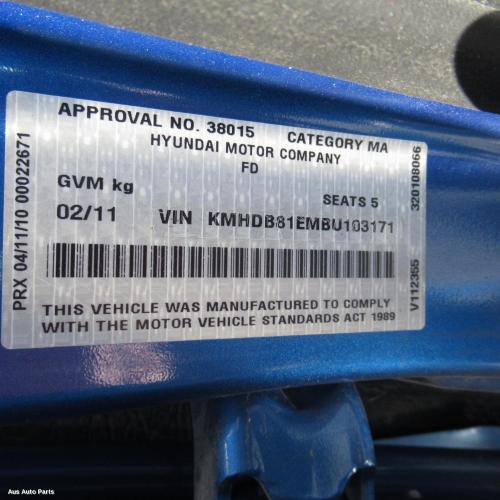 APPROVAL NO. 38015 CATEGORY MA
HYUNDAI MOTOR COMPANY
FD
GVM kg
SEATS 5
02/11 VIN KMHDB81EMBU103171
THIS VEHICLE WAS MANUFACTURED TO COMPLY
WITH THE MOTOR VEHICLE STANDARDS ACT 1989
PRX 04/11/10 00022671
V112355 320108066
Aus Auto Parts